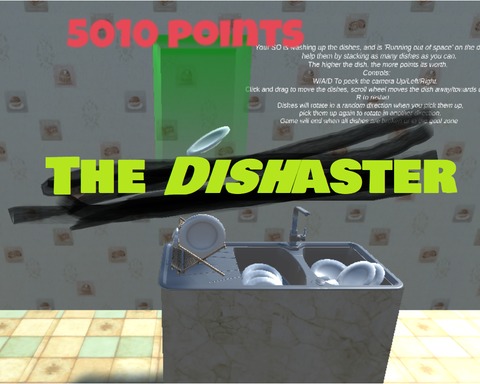 5010 POINTS
Your SO is washing up the dishes, and is 'Running out of space' on the d
help them by stacking as many dishes as you can.
The higher the dish, the more points its worth.
Controls:
W/A/D To peek the camera Up/Left/Right
Click and drag to move the dishes, scroll wheel moves the dish away/towards
R to restart
Dishes will rotate in a random direction when you pick them up,
pick them up again to rotate in another direction.
Game will end when all dishes are
goal zone
THE DISHASTER